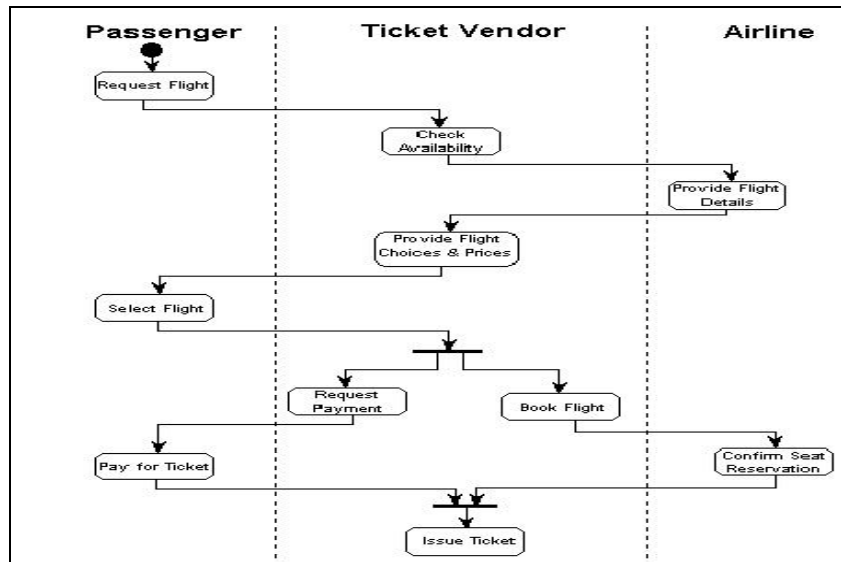 Passenger
Ticket Vendor
Airline
Request Flight
Check
Availability
Provide Flight
Details
Provide Flight
Choices & Prices
Select Flight
Request
Payment
Book Flight
Pay for Ticket
Confirm Seat
Reservation
Issue Ticket